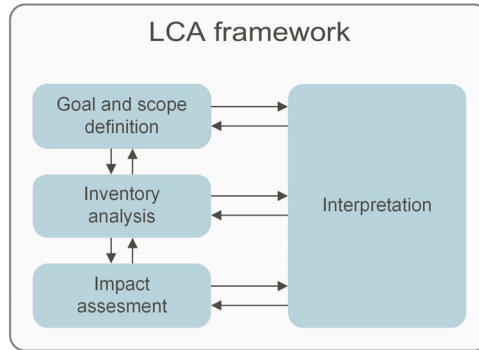 LCA framework
Goal and scope
definition
Inventory
analysis
Impact
assesment
Interpretation